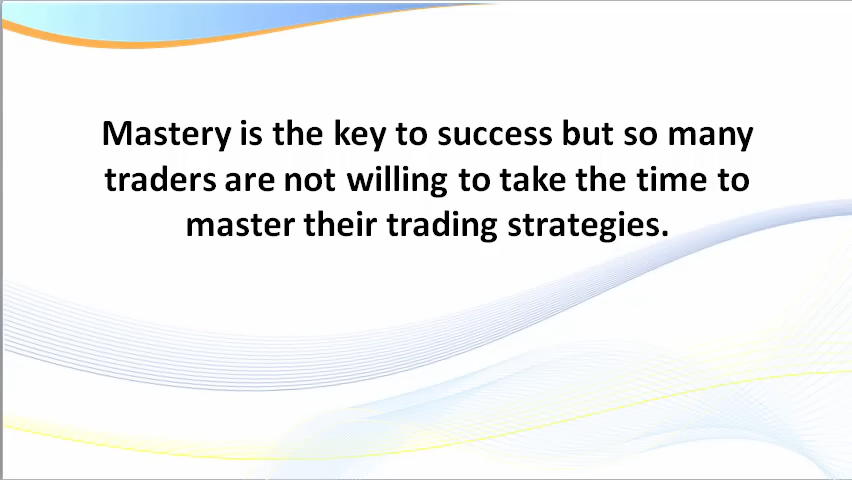 Mastery is the key to success but so many
traders are not willing to take the time to
master their trading strategies.